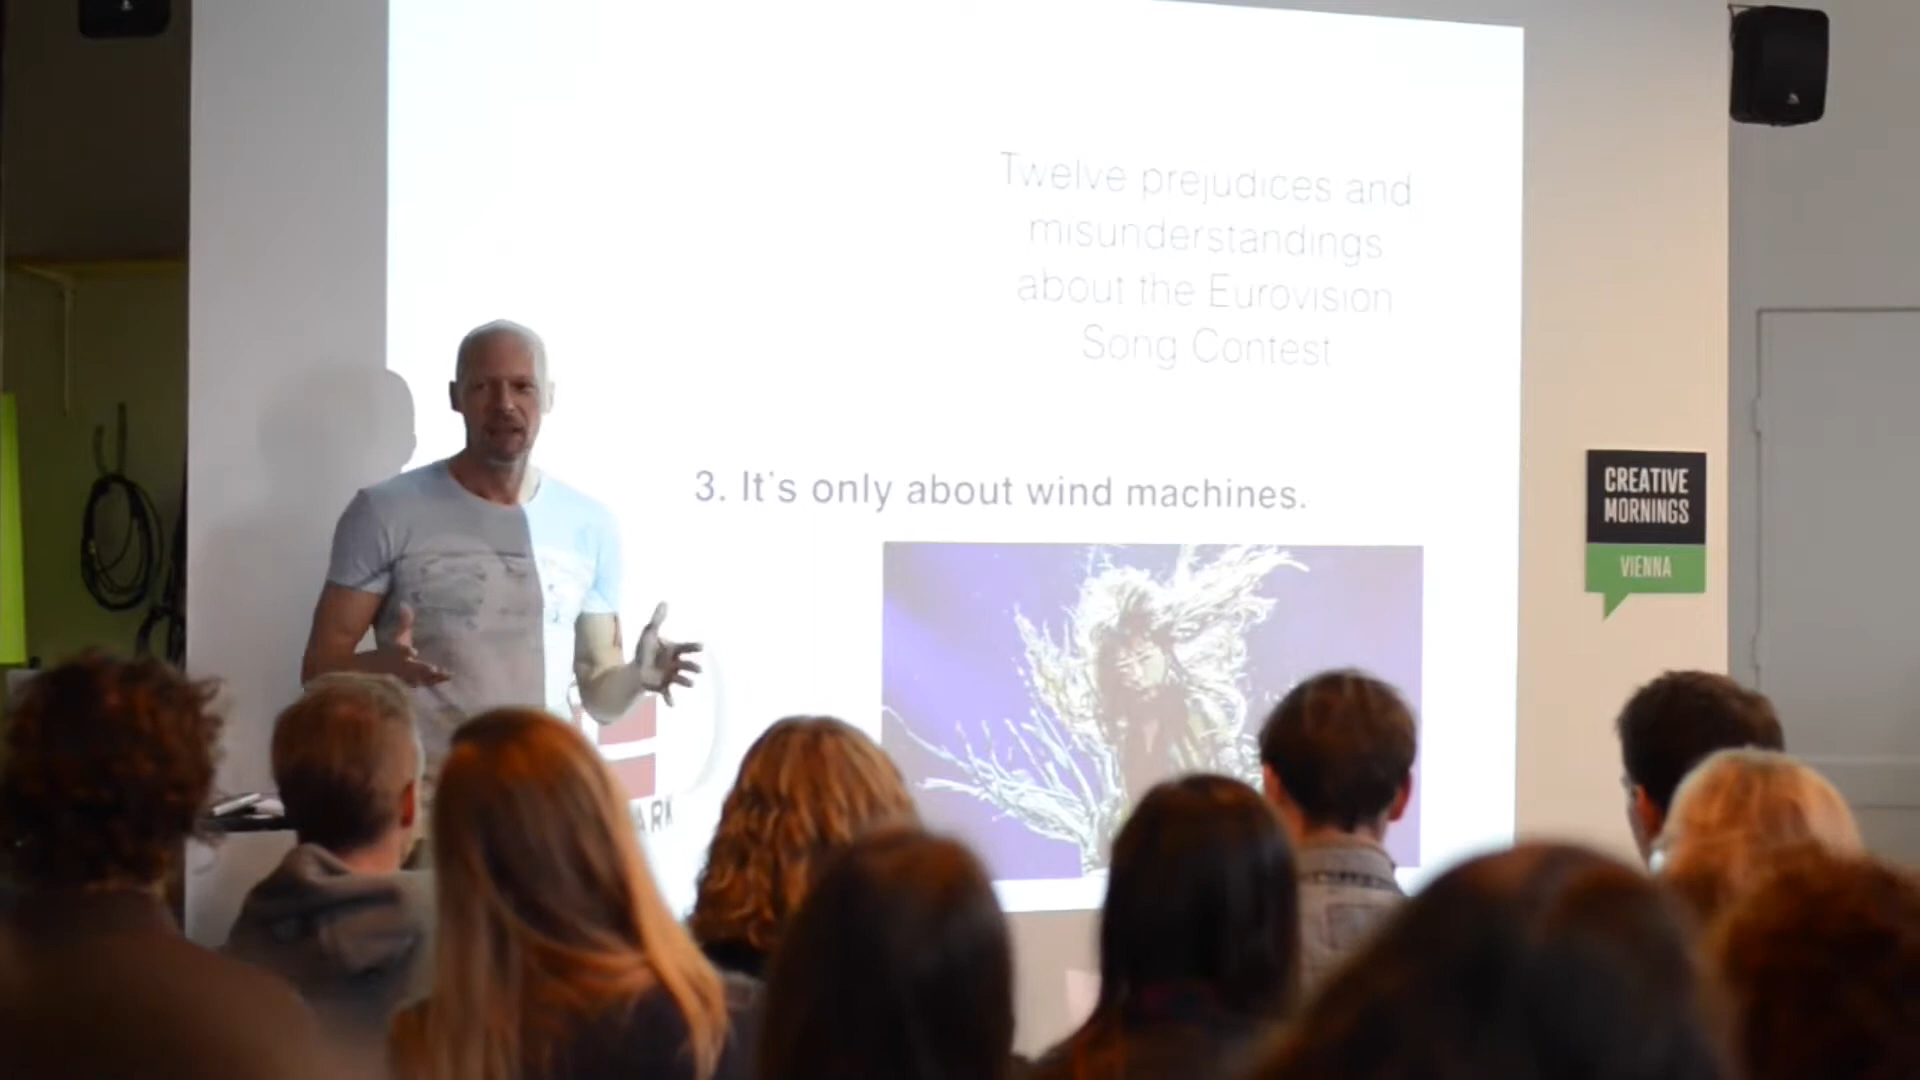 Twelve prejudices and
misunderstandings
about the Eurovision
Song Contest
3. It's only about wind machines.
CREATIVE
MORNINGS
VIENNA